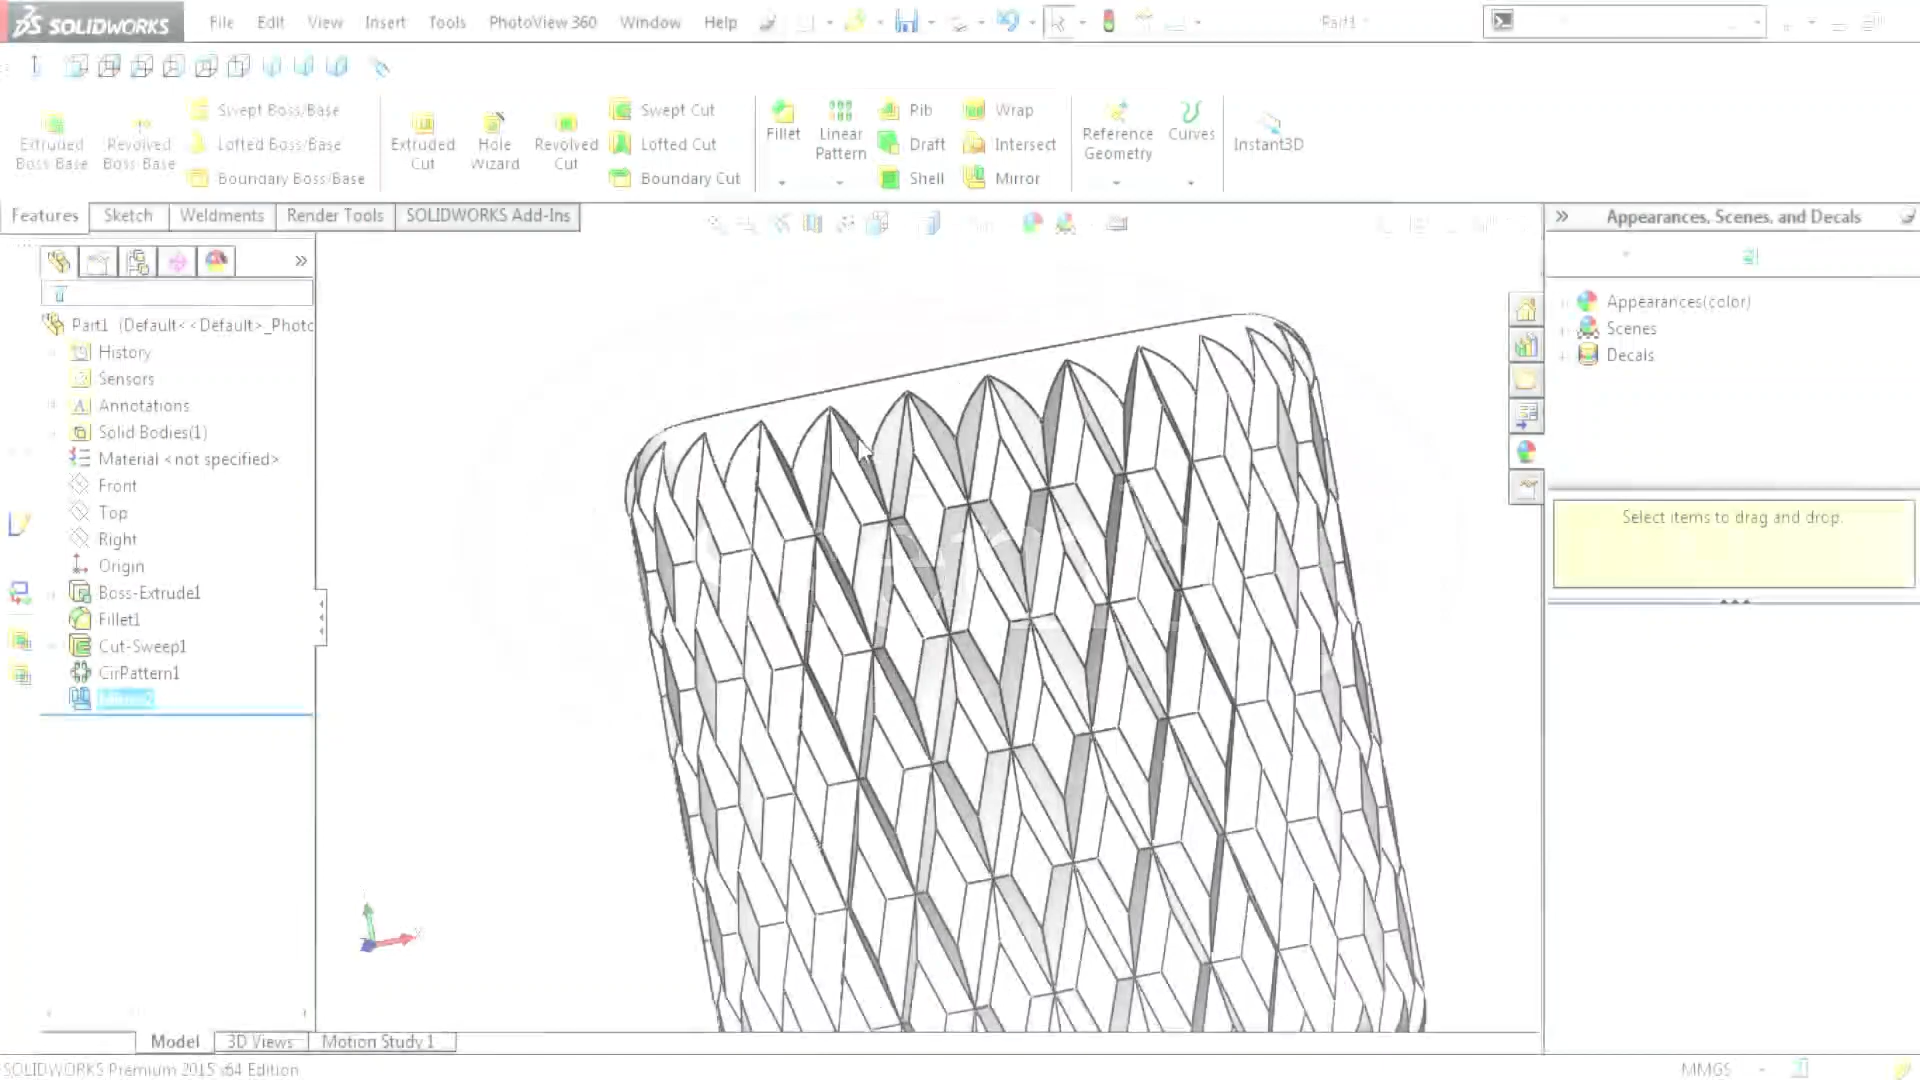 SOLIDWORKS File Edit View Insert Tools PhotoView 360 Window Help Part1
Extruded Boss/Base
Revolved Boss/Base
Swept Boss/Base
Lofted Boss/Base
Boundary Boss/Base
Extruded Cut
Hole Wizard
Revolved Cut
Swept Cut
Lofted Cut
Boundary Cut
Fillet
Linear Pattern
Rib
Draft
Shell
Wrap
Intersect
Mirror
Reference Geometry
Curves
Instant3D
Features Sketch Weldments Render Tools SOLIDWORKS Add-Ins
Appearances, Scenes, and Decals
Part1 (Default<<Default>_Photo
History
Sensors
Annotations
Solid Bodies(1)
Material <not specified>
Front
Top
Right
Origin
Boss-Extrude1
Fillet1
Cut-Sweep1
CirPattern1
Appearances(color)
Scenes
Decals
Select items to drag and drop.
Model 3D Views Motion Study 1
SOLIDWORKS Premium 2015 x64 Edition
MMGS